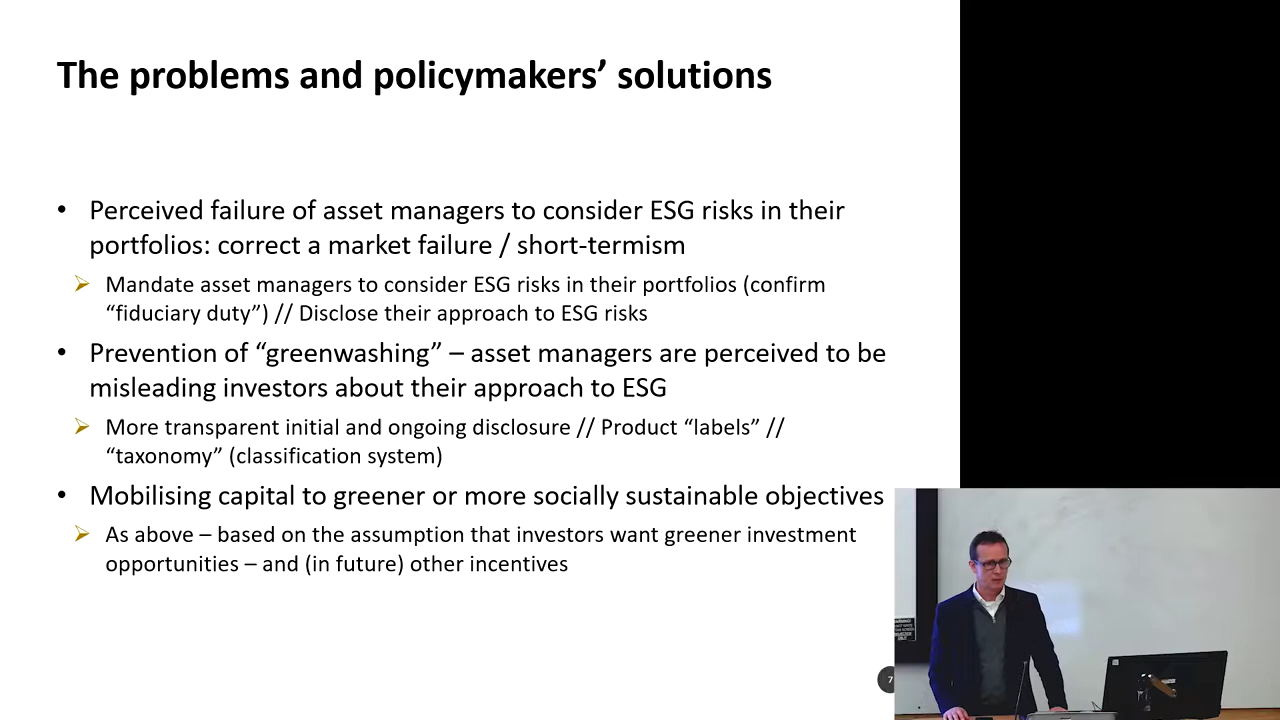 The problems and policymakers’ solutions
• Perceived failure of asset managers to consider ESG risks in their
portfolios: correct a market failure / short-termism
➢ Mandate asset managers to consider ESG risks in their portfolios (confirm
“fiduciary duty”) // Disclose their approach to ESG risks
• Prevention of “greenwashing” – asset managers are perceived to be
misleading investors about their approach to ESG
➢ More transparent initial and ongoing disclosure // Product “labels” //
“taxonomy” (classification system)
• Mobilising capital to greener or more socially sustainable objectives
➢ As above – based on the assumption that investors want greener investment
opportunities – and (in future) other incentives
7